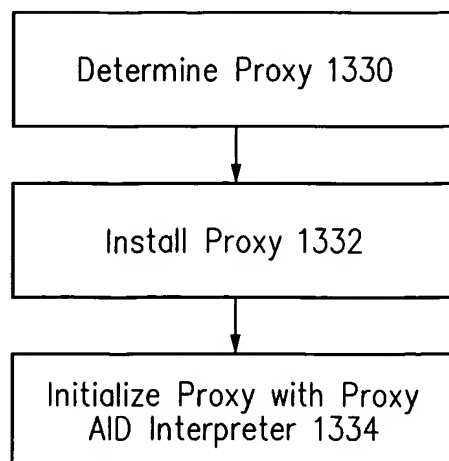 Determine Proxy 1330
Install Proxy 1332
Initialize Proxy with Proxy
AID Interpreter 1334